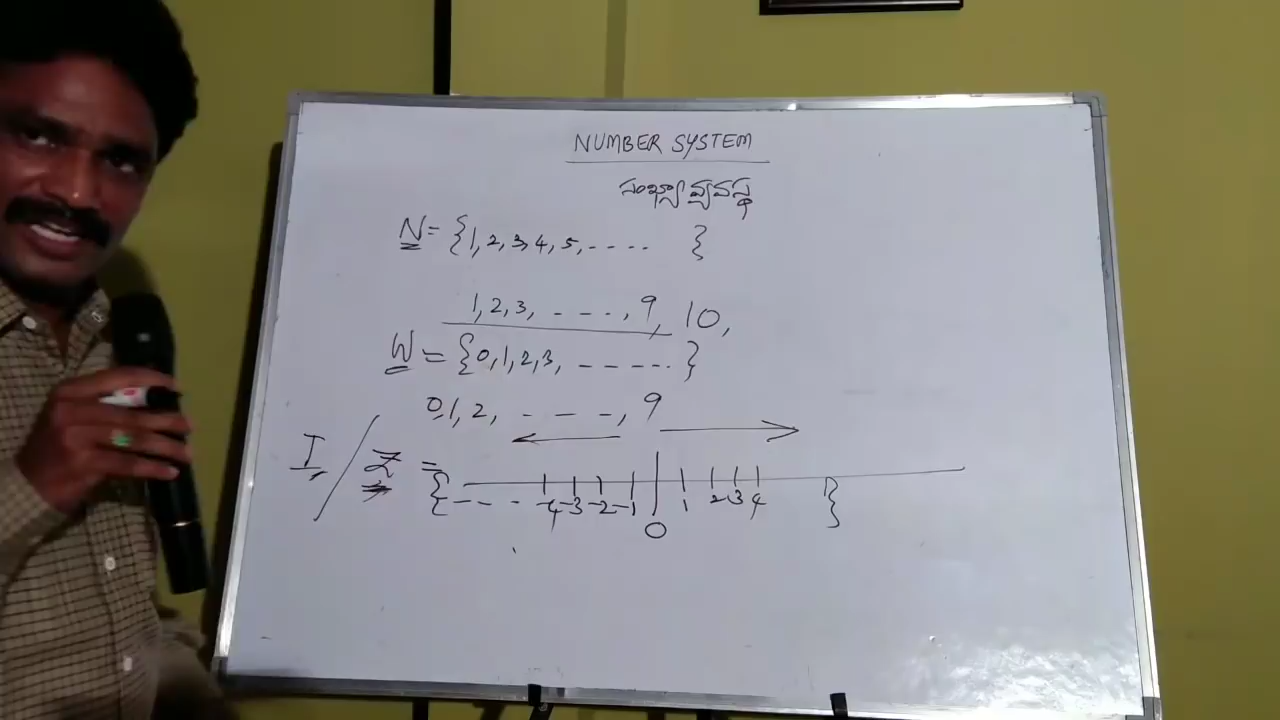 NUMBER SYSTEM
సంఖ్యా వ్యవస్థ
N = {1, 2, 3, 4, 5, - - - - }
1, 2, 3, - - - -, 9, 10,
W = {0, 1, 2, 3, - - - - - }
0, 1, 2, - - -, 9
I / Z =
{ - - - -4 -3 -2 -1 0 1 2 3 4 }